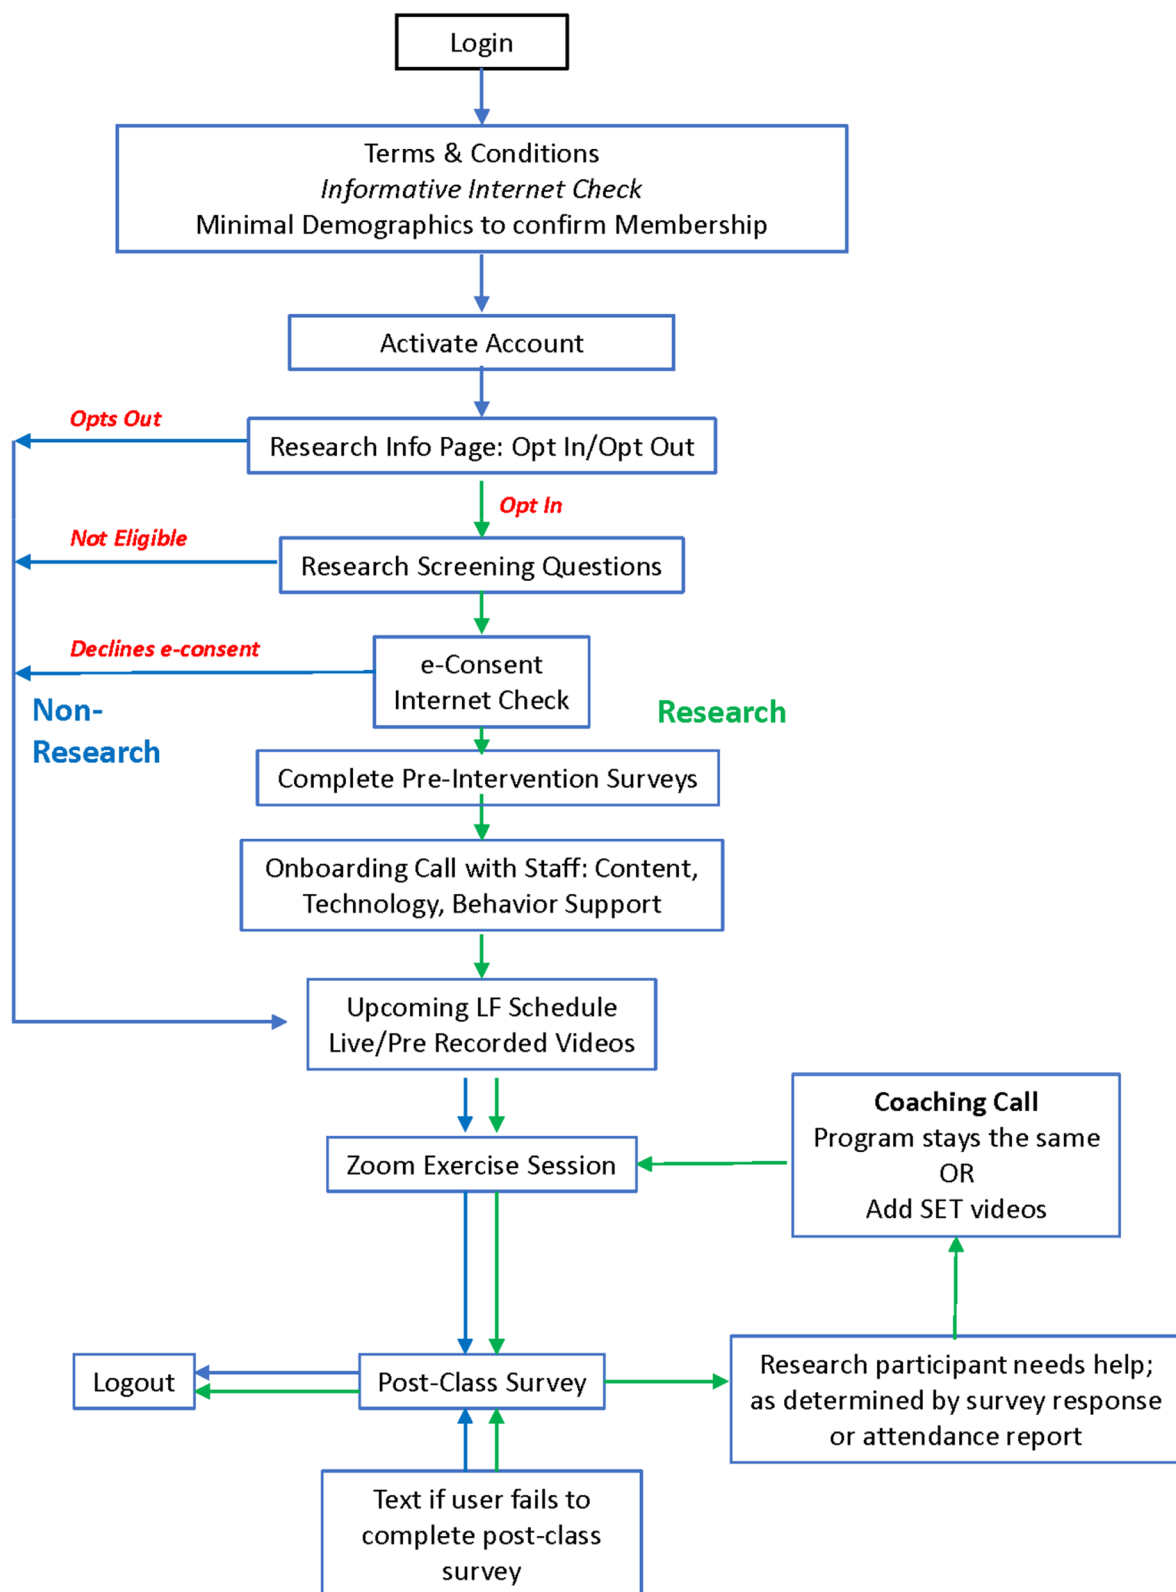 Login
Terms & Conditions
Informative Internet Check
Minimal Demographics to confirm Membership
Activate Account
Opts Out
Research Info Page: Opt In/Opt Out
Opt In
Not Eligible
Research Screening Questions
Declines e-consent
e-Consent
Internet Check
Non-
Research
Research
Complete Pre-Intervention Surveys
Onboarding Call with Staff: Content,
Technology, Behavior Support
Upcoming LF Schedule
Live/Pre Recorded Videos
Coaching Call
Program stays the same
OR
Add SET videos
Zoom Exercise Session
Logout
Post-Class Survey
Research participant needs help;
as determined by survey response
or attendance report
Text if user fails to
complete post-class
survey